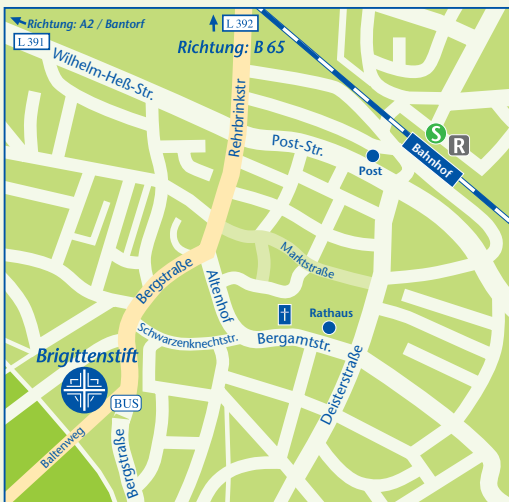 Richtung: A2 / Bantorf
L 391
L 392
Richtung: B 65
Wilhelm-Heß-Str.
Rehrbrinkstr
Post-Str.
S
R
Bahnhof
Post
Marktstraße
Bergstraße
Altenhof
Rathaus
Schwarzenknechtstr.
Bergamtstr.
Brigittenstift
Deisterstraße
BUS
Baltenweg
Bergstraße